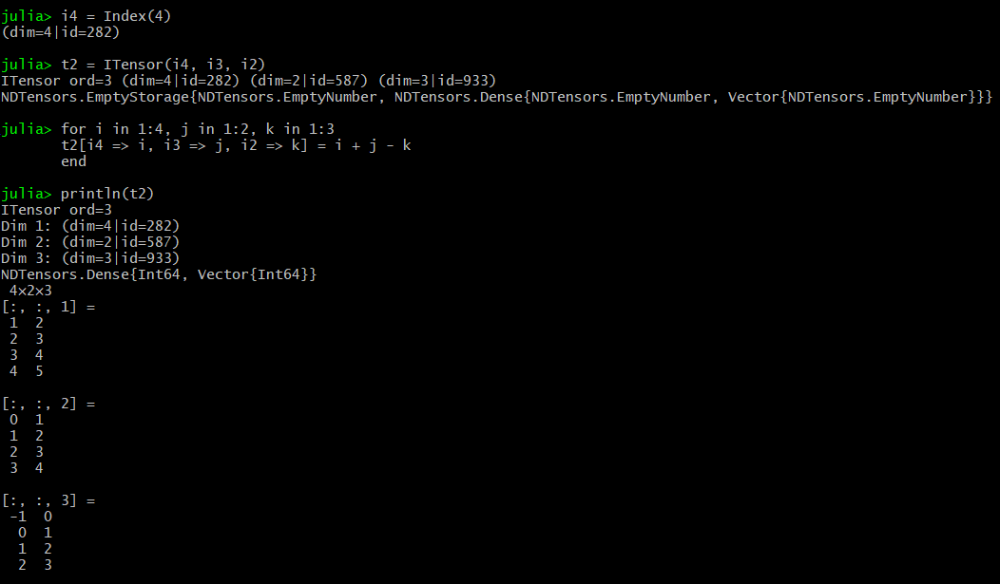 julia> i4 = Index(4)
(dim=4|id=282)
julia> t2 = ITensor(i4, i3, i2)
ITensor ord=3 (dim=4|id=282) (dim=2|id=587) (dim=3|id=933)
NDTensors.EmptyStorage{NDTensors.EmptyNumber, NDTensors.Dense{NDTensors.EmptyNumber, Vector{NDTensors.EmptyNumber}}}
julia> for i in 1:4, j in 1:2, k in 1:3
       t2[i4 => i, i3 => j, i2 => k] = i + j - k
       end
julia> println(t2)
ITensor ord=3
Dim 1: (dim=4|id=282)
Dim 2: (dim=2|id=587)
Dim 3: (dim=3|id=933)
NDTensors.Dense{Int64, Vector{Int64}}
 4×2×3
[:, :, 1] =
 1  2
 2  3
 3  4
 4  5
[:, :, 2] =
 0  1
 1  2
 2  3
 3  4
[:, :, 3] =
 -1  0
  0  1
  1  2
  2  3